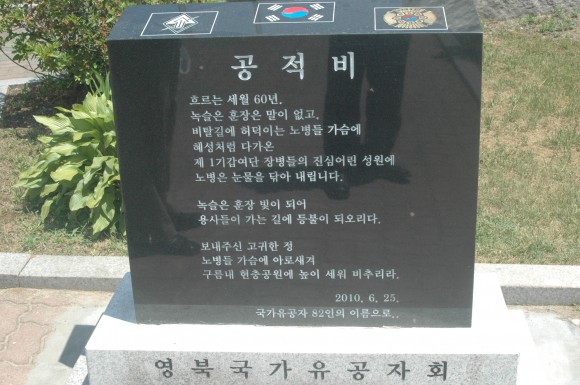 공적비
흐르는 세월 60년.
녹슬은 훈장은 말이 없고.
비탈길에 허덕이는 노병들 가슴에
혜성처럼 다가온
제 1기갑여단 장병들의 진심어린 성원에
노병은 눈물을 닦아 내립니다.
녹슬은 훈장 빛이 되어
용사들이 가는 길에 등불이 되오리다.
보내주신 고귀한 정
노병들 가슴에 아로새겨
구름내 현충공원에 높이 세워 비추리라.
2010. 6. 25.
국가유공자 82인의 이름으로..
영북국가유공자회